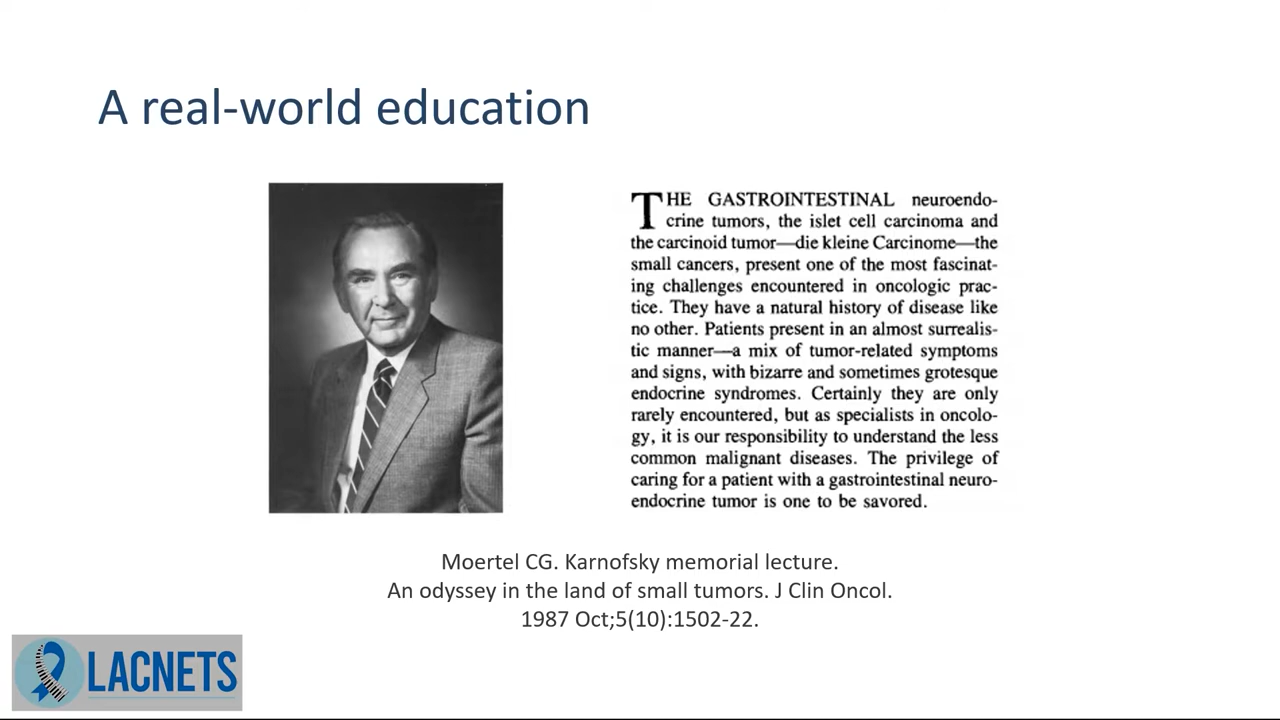 A real-world education
THE GASTROINTESTINAL neuroendo-
crine tumors, the islet cell carcinoma and
the carcinoid tumor—die kleine Carcinome—the
small cancers, present one of the most fascinat-
ing challenges encountered in oncologic prac-
tice. They have a natural history of disease like
no other. Patients present in an almost surrealis-
tic manner—a mix of tumor-related symptoms
and signs, with bizarre and sometimes grotesque
endocrine syndromes. Certainly they are only
rarely encountered, but as specialists in oncolo-
gy, it is our responsibility to understand the less
common malignant diseases. The privilege of
caring for a patient with a gastrointestinal neuro-
endocrine tumor is one to be savored.
Moertel CG. Karnofsky memorial lecture.
An odyssey in the land of small tumors. J Clin Oncol.
1987 Oct;5(10):1502-22.
LACNETS